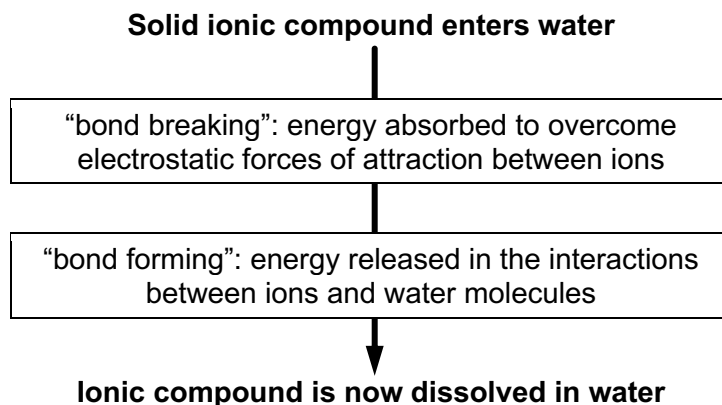 Solid ionic compound enters water
“bond breaking”: energy absorbed to overcome
electrostatic forces of attraction between ions
“bond forming”: energy released in the interactions
between ions and water molecules
Ionic compound is now dissolved in water